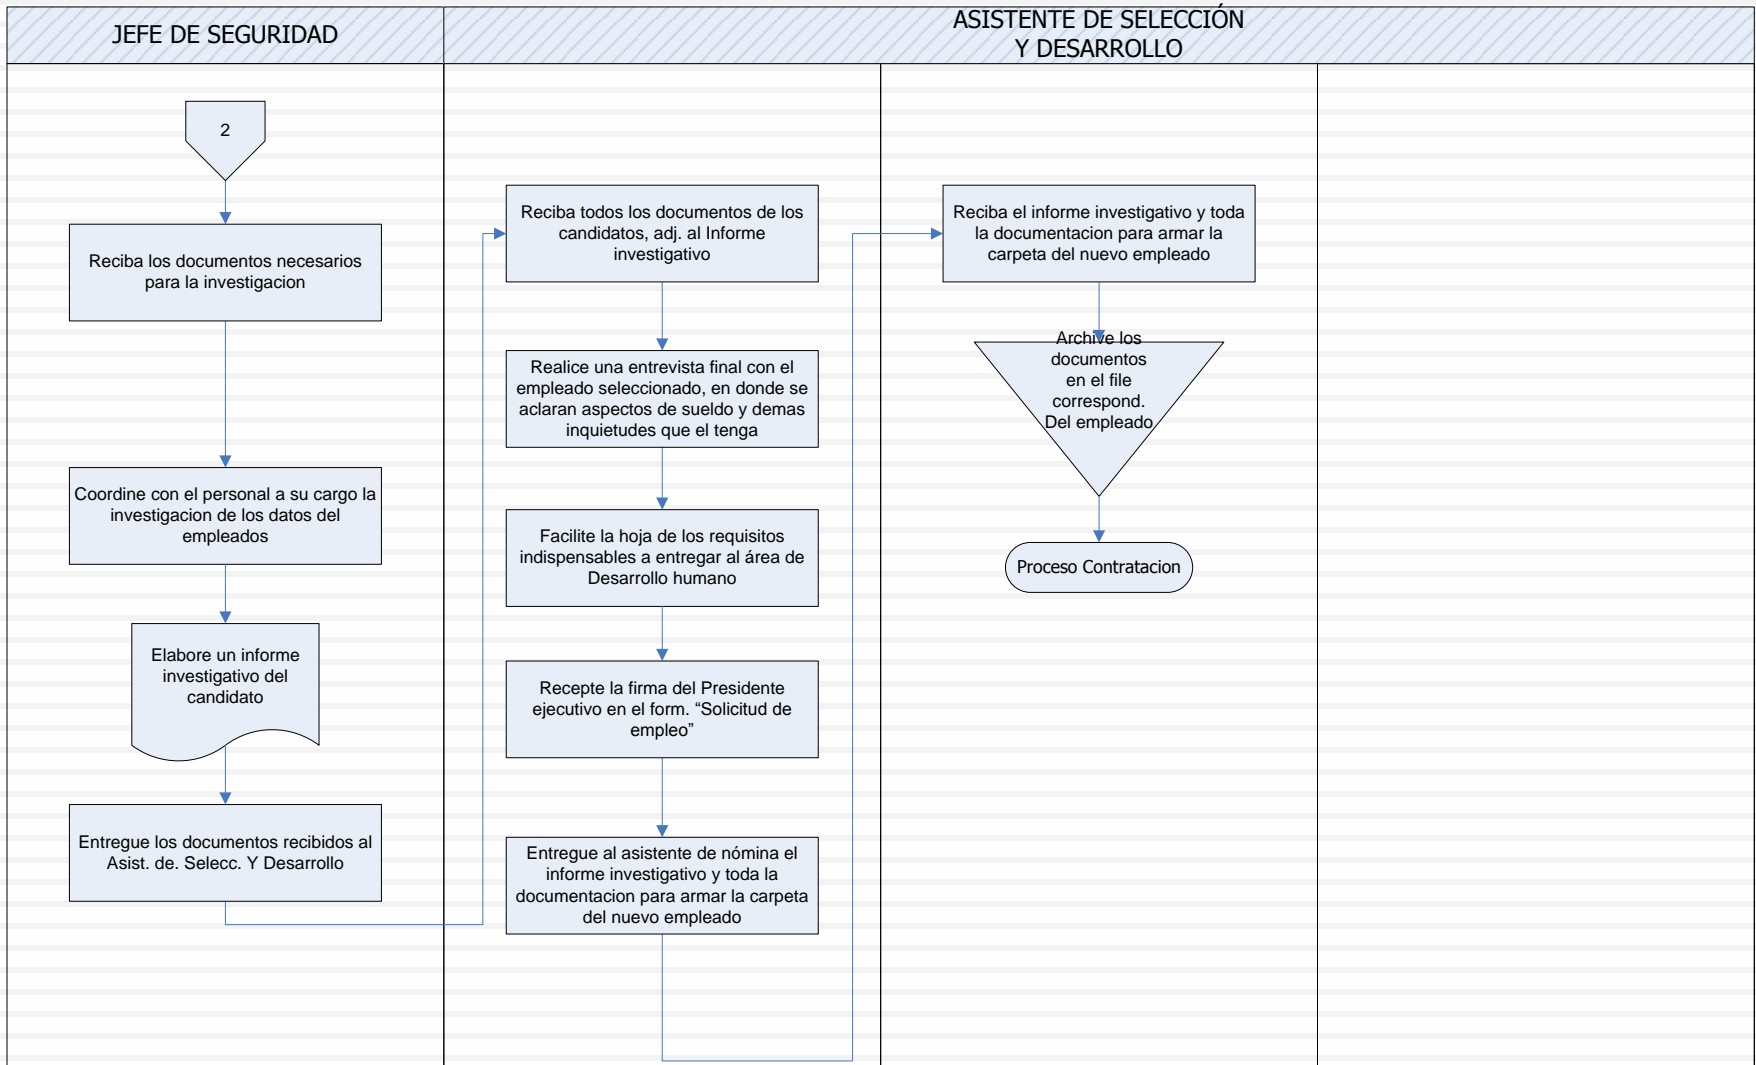 JEFE DE SEGURIDAD
ASISTENTE DE SELECCIÓN
Y DESARROLLO
2
Reciba los documentos necesarios
para la investigacion
Coordine con el personal a su cargo la
investigacion de los datos del
empleados
Elabore un informe
investigativo del
candidato
Entregue los documentos recibidos al
Asist. de. Selecc. Y Desarrollo
Reciba todos los documentos de los
candidatos, adj. al Informe
investigativo
Realice una entrevista final con el
empleado seleccionado, en donde se
aclaran aspectos de sueldo y demas
inquietudes que el tenga
Facilite la hoja de los requisitos
indispensables a entregar al área de
Desarrollo humano
Recepte la firma del Presidente
ejecutivo en el form. “Solicitud de
empleo”
Entregue al asistente de nómina el
informe investigativo y toda la
documentacion para armar la carpeta
del nuevo empleado
Reciba el informe investigativo y toda
la documentacion para armar la
carpeta del nuevo empleado
Archive los
documentos
en el file
correspond.
Del empleado
Proceso Contratacion